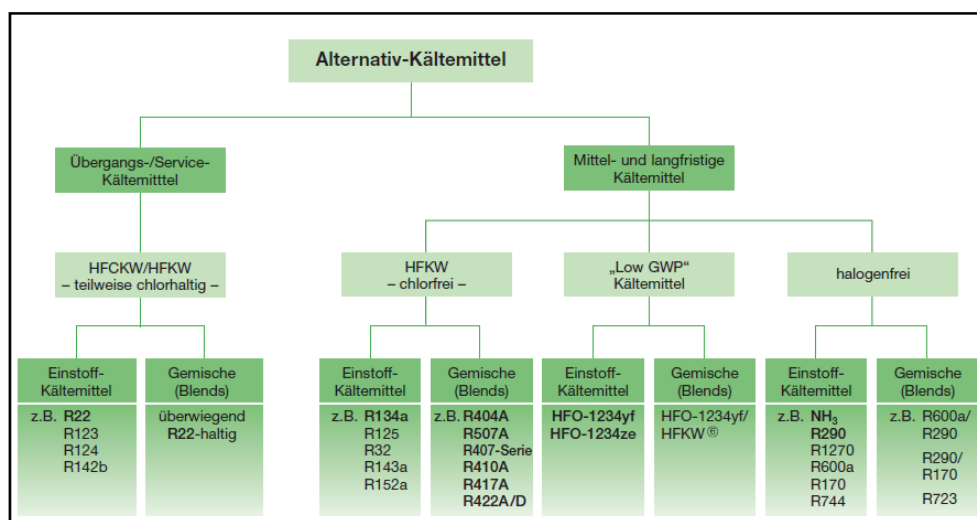 Alternativ-Kältemittel
Übergangs-/Service-
Kältemitttel
Mittel- und langfristige
Kältemittel
HFCKW/HFKW
– teilweise chlorhaltig –
HFKW
– chlorfrei –
„Low GWP“
Kältemittel
halogenfrei
Einstoff-
Kältemittel
z.B. R22
R123
R124
R142b
Gemische
(Blends)
überwiegend
R22-haltig
Einstoff-
Kältemittel
z.B. R134a
R125
R32
R143a
R152a
Gemische
(Blends)
z.B. R404A
R507A
R407-Serie
R410A
R417A
R422A/D
Einstoff-
Kältemittel
HFO-1234yf
HFO-1234ze
Gemische
(Blends)
HFO-1234yf/
HFKW ⑥
Einstoff-
Kältemittel
z.B. NH₃
R290
R1270
R600a
R170
R744
Gemische
(Blends)
z.B. R600a/
R290
R290/
R170
R723